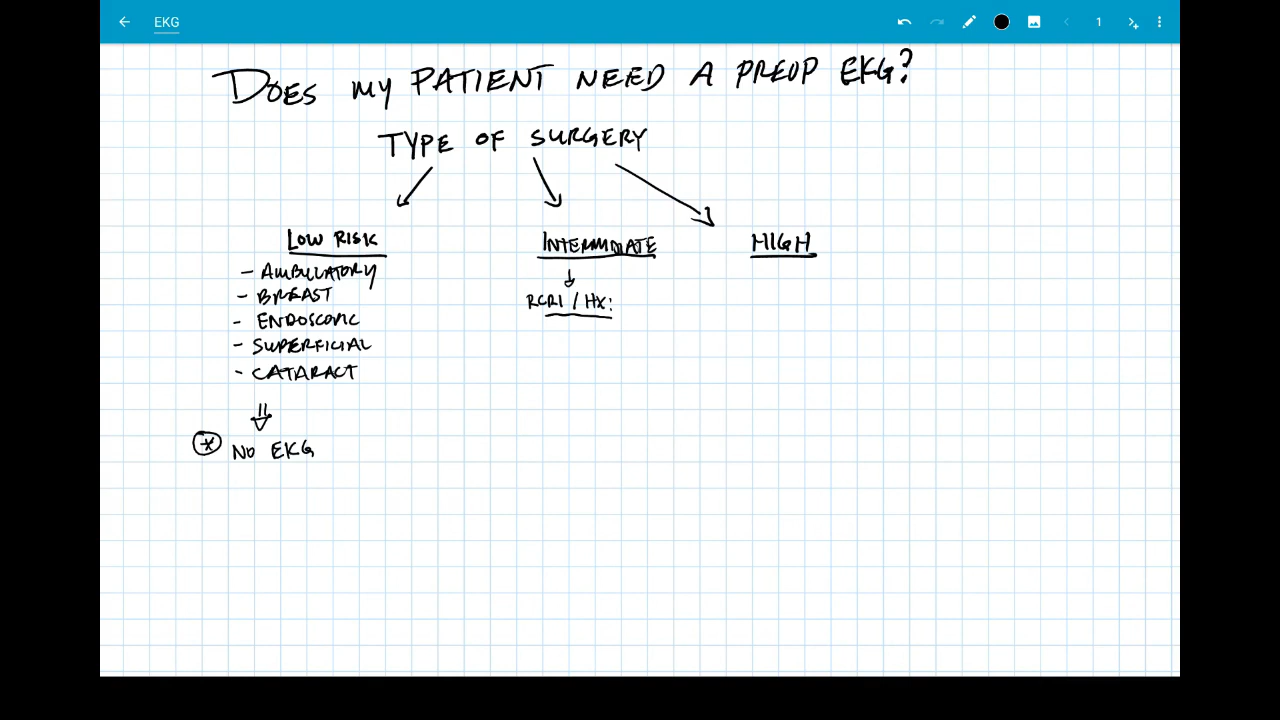 EKG
1
DOES MY PATIENT NEED A PREOP EKG?
TYPE OF SURGERY
LOW RISK
- AMBULATORY
- BREAST
- ENDOSCOPIC
- SUPERFICIAL
- CATARACT
* NO EKG
INTERMEDIATE
RCRI / HX:
HIGH